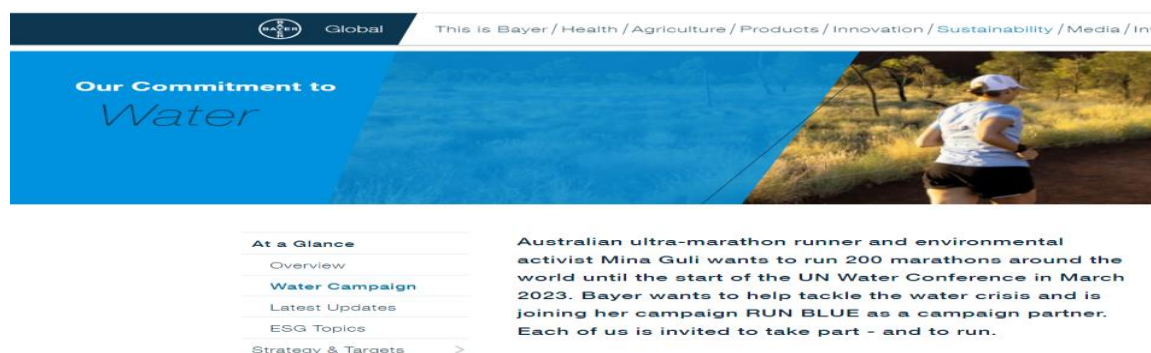 BAYER
Global
This is Bayer / Health / Agriculture / Products / Innovation / Sustainability / Media /
Our Commitment to
Water
At a Glance
Overview
Water Campaign
Latest Updates
ESG Topics
Strategy & Targets >
Australian ultra-marathon runner and environmental
activist Mina Guli wants to run 200 marathons around the
world until the start of the UN Water Conference in March
2023. Bayer wants to help tackle the water crisis and is
joining her campaign RUN BLUE as a campaign partner.
Each of us is invited to take part - and to run.